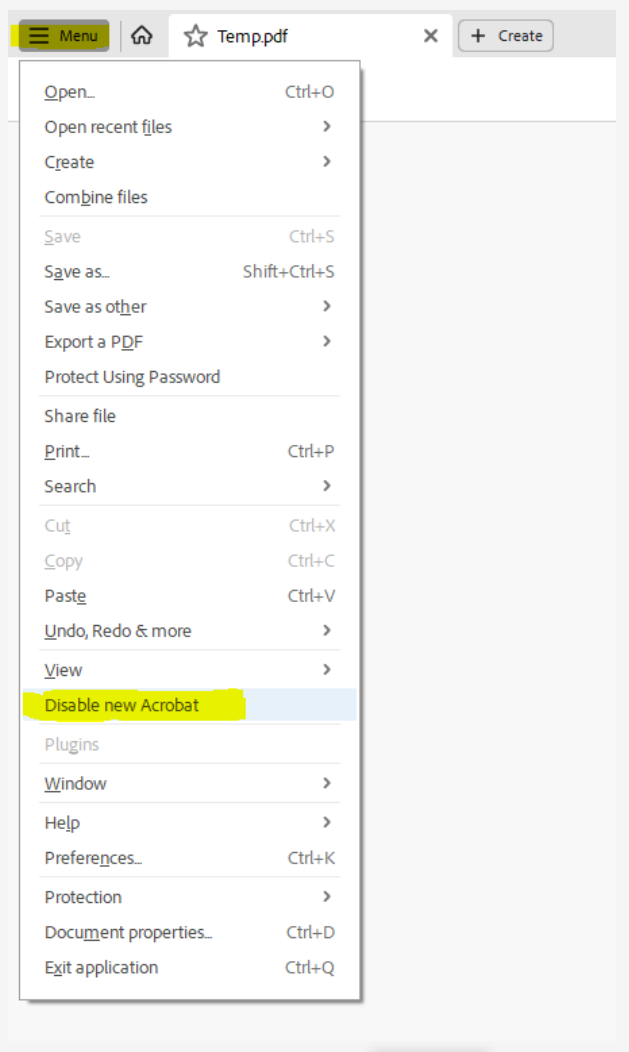 Menu Temp.pdf Create
Open... Ctrl+O
Open recent files
Create
Combine files
Save Ctrl+S
Save as... Shift+Ctrl+S
Save as other
Export a PDF
Protect Using Password
Share file
Print... Ctrl+P
Search
Cut Ctrl+X
Copy Ctrl+C
Paste Ctrl+V
Undo, Redo & more
View
Disable new Acrobat
Plugins
Window
Help
Preferences... Ctrl+K
Protection
Document properties... Ctrl+D
Exit application Ctrl+Q